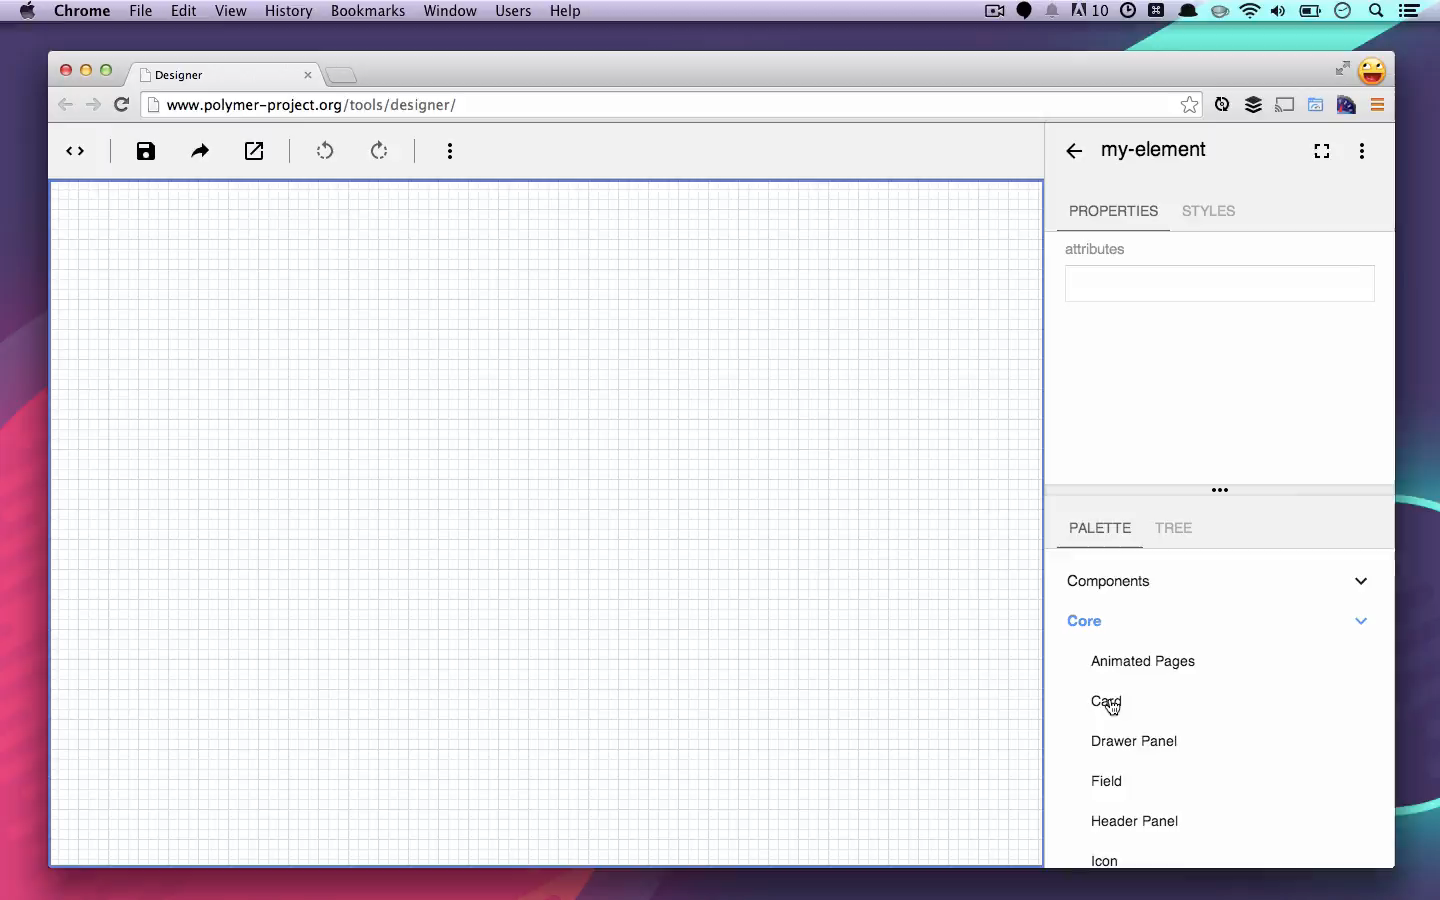 Chrome File Edit View History Bookmarks Window Users Help 10
Designer
www.polymer-project.org/tools/designer/
my-element
PROPERTIES STYLES
attributes
PALETTE TREE
Components
Core
Animated Pages
Card
Drawer Panel
Field
Header Panel
Icon